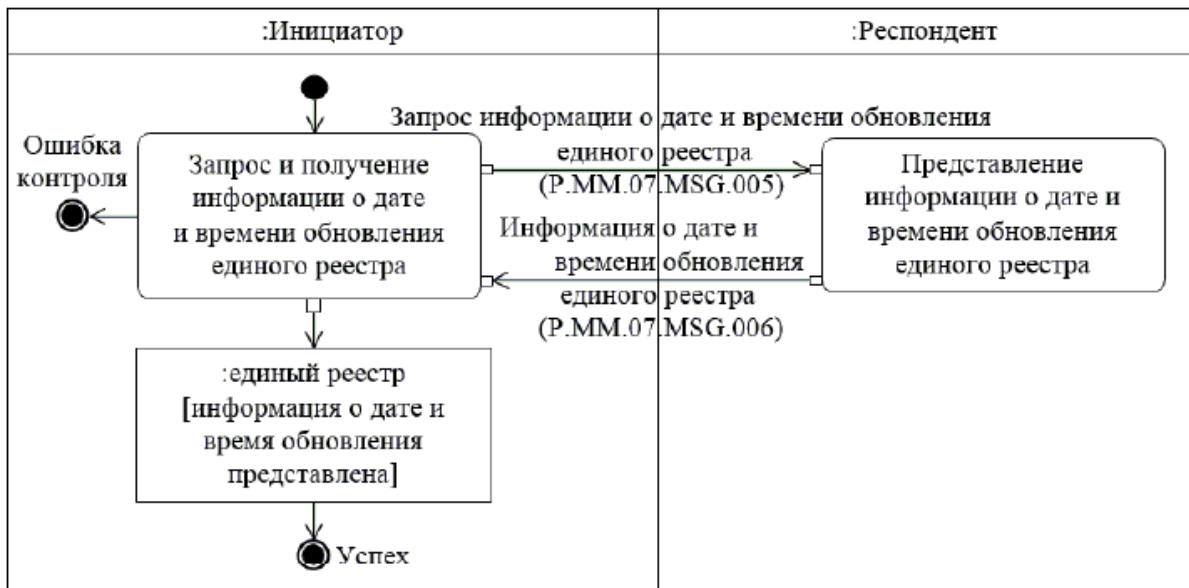 :Инициатор
:Респондент
Запрос информации о дате и времени обновления
единого реестра
(P.MM.07.MSG.005)
Ошибка
контроля
Запрос и получение
информации о дате
и времени обновления
единого реестра
Представление
информации о дате и
времени обновления
единого реестра
Информация о дате и
времени обновления
единого реестра
(P.MM.07.MSG.006)
:единый реестр
[информация о дате и
время обновления
представлена]
Успех